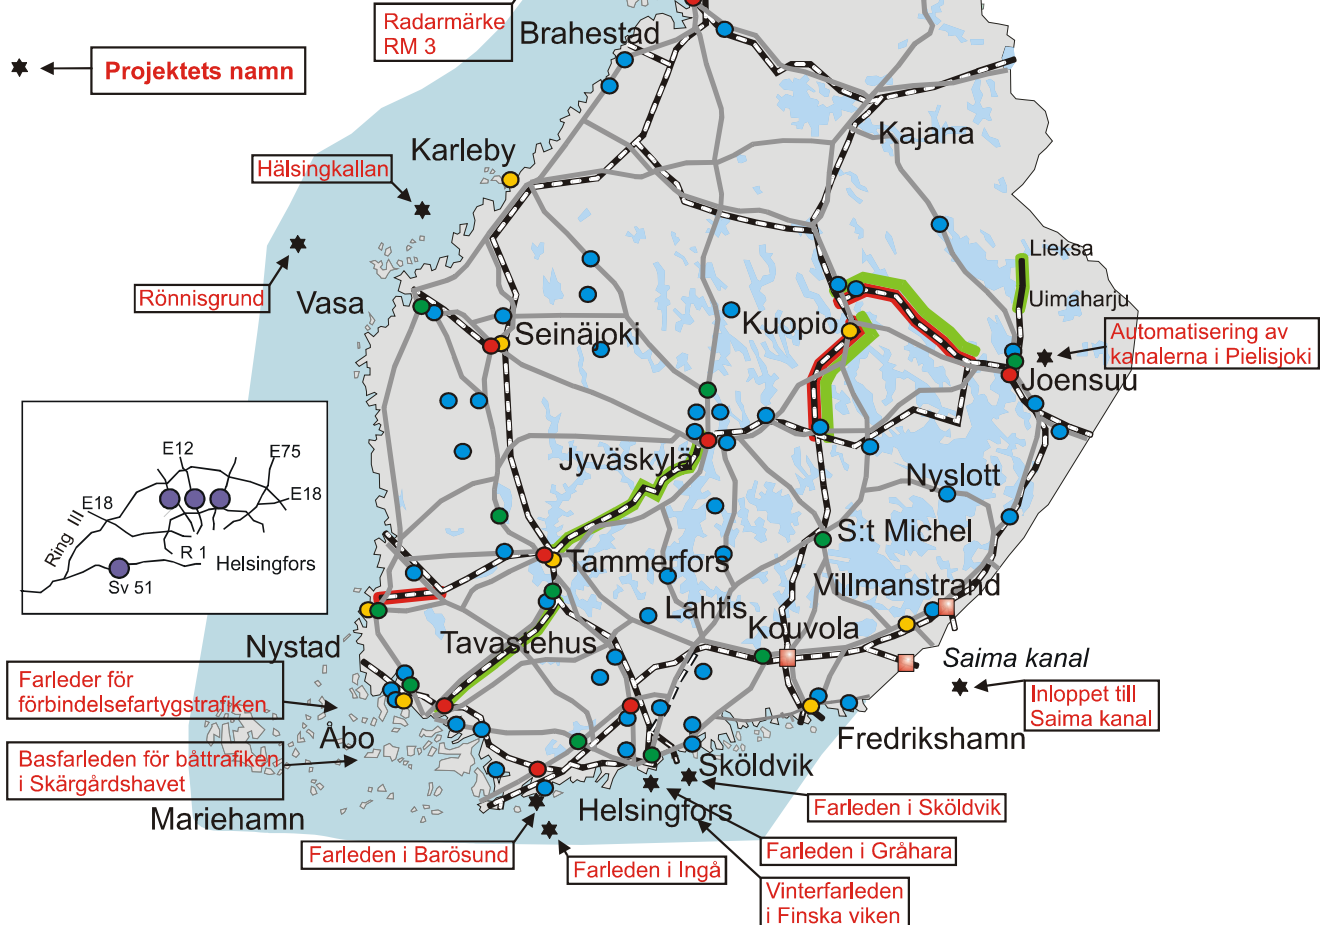 Radarmärke
RM 3
Brahestad
Projektets namn
Kajana
Karleby
Hälsingkallan
Rönnisgrund
Vasa
Seinäjoki
Kuopio
Lieksa
Uimaharju
Automatisering av
kanalerna i Pielisjoki
Joensuu
E12
E75
E18
E18
Ring III
R 1
Helsingfors
Sv 51
Jyväskylä
Nyslott
S:t Michel
Tammerfors
Villmanstrand
Lahtis
Kouvola
Tavastehus
Nystad
Saima kanal
Inloppet till
Saima kanal
Farleder för
förbindelsefartygstrafiken
Åbo
Basfarleden för båttrafiken
i Skärgårdshavet
Mariehamn
Fredrikshamn
Sköldvik
Helsingfors
Farleden i Sköldvik
Farleden i Barösund
Farleden i Ingå
Farleden i Gråhara
Vinterfarleden
i Finska viken